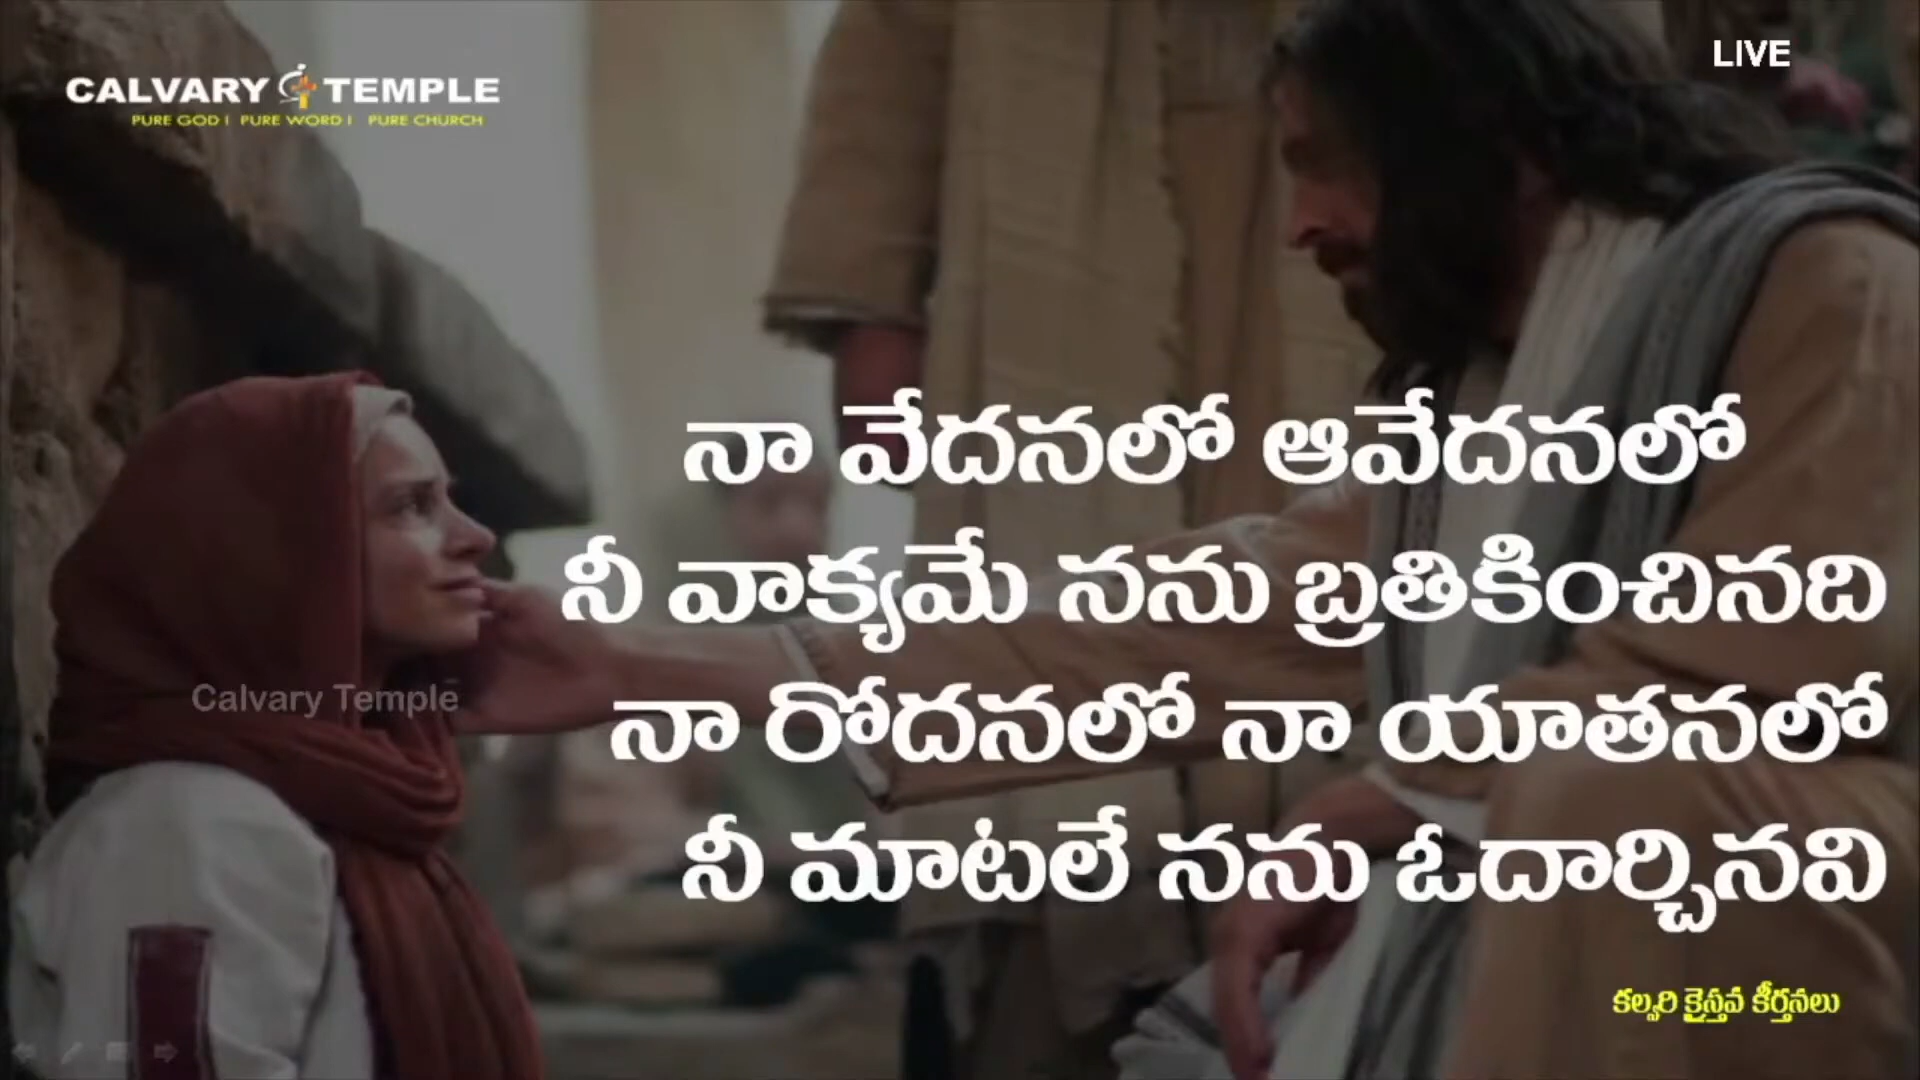 LIVE
CALVARY TEMPLE
PURE GOD | PURE WORD | PURE CHURCH
నా వేదనలో ఆవేదనలో
నీ వాక్యమే నను బ్రతికించినది
నా రోదనలో నా యాతనలో
నీ మాటలే నను ఓదార్చినవి
Calvary Temple
కల్వరి క్రైస్తవ కీర్తనలు